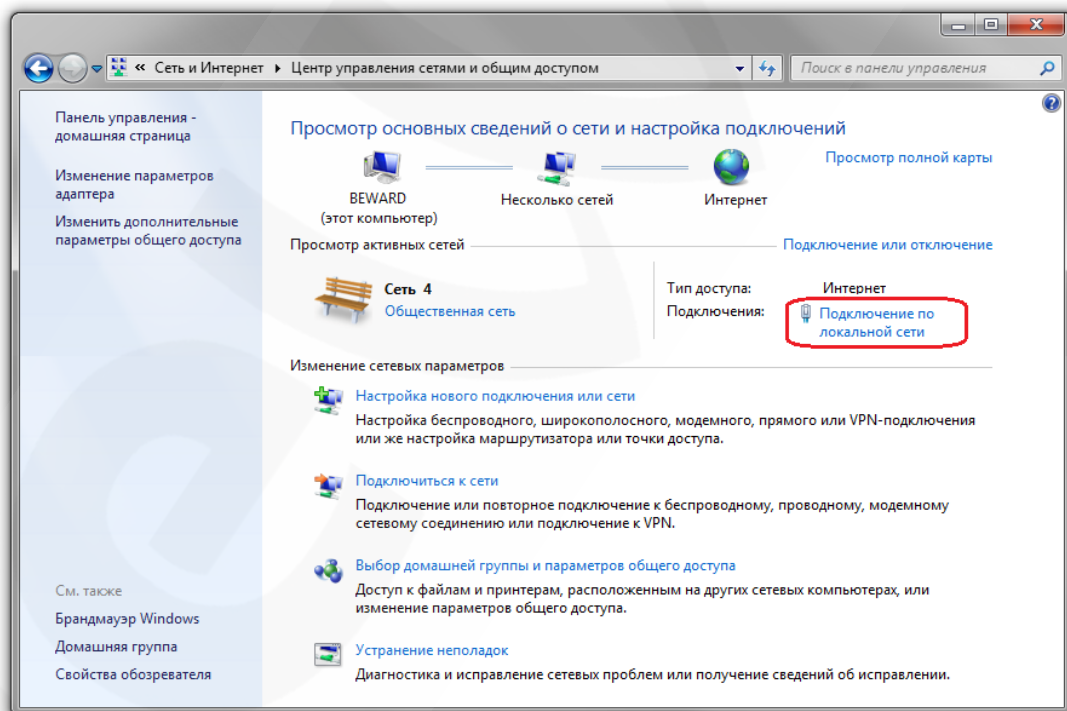 « Сеть и Интернет ▸ Центр управления сетями и общим доступом
Поиск в панели управления
Панель управления -
домашняя страница
Изменение параметров
адаптера
Изменить дополнительные
параметры общего доступа
Просмотр основных сведений о сети и настройка подключений
Просмотр полной карты
BEWARD
(этот компьютер)
Несколько сетей
Интернет
Просмотр активных сетей
Подключение или отключение
Сеть 4
Общественная сеть
Тип доступа: Интернет
Подключения: Подключение по
локальной сети
Изменение сетевых параметров
Настройка нового подключения или сети
Настройка беспроводного, широкополосного, модемного, прямого или VPN-подключения
или же настройка маршрутизатора или точки доступа.
Подключиться к сети
Подключение или повторное подключение к беспроводному, проводному, модемному
сетевому соединению или подключение к VPN.
Выбор домашней группы и параметров общего доступа
Доступ к файлам и принтерам, расположенным на других сетевых компьютерах, или
изменение параметров общего доступа.
Устранение неполадок
Диагностика и исправление сетевых проблем или получение сведений об исправлении.
См. также
Брандмауэр Windows
Домашняя группа
Свойства обозревателя